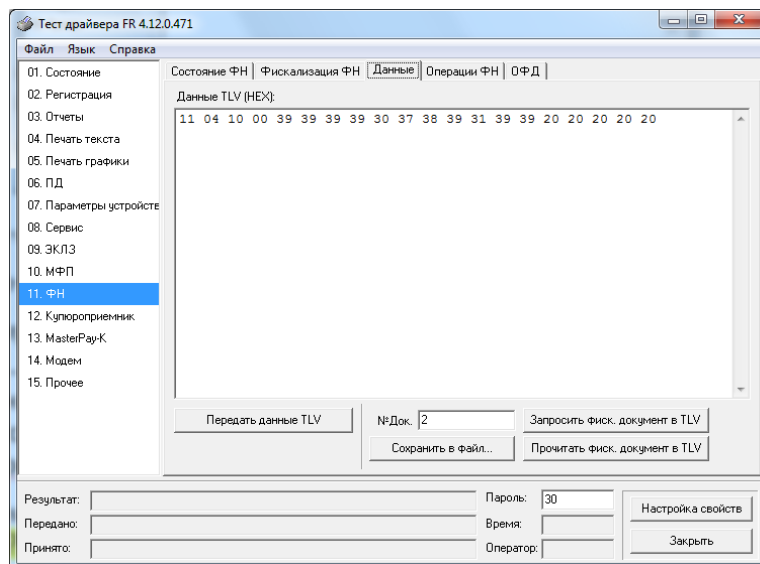 Тест драйвера FR 4.12.0.471
Файл Язык Справка
01. Состояние
02. Регистрация
03. Отчеты
04. Печать текста
05. Печать графики
06. ПД
07. Параметры устройств
08. Сервис
09. ЭКЛЗ
10. МФП
11. ФН
12. Купюроприемник
13. MasterPay-K
14. Модем
15. Прочее
Состояние ФН Фискализация ФН Данные Операции ФН ОФД
Данные TLV (HEX):
11 04 10 00 39 39 39 39 30 37 38 39 31 39 39 20 20 20 20 20
Передать данные TLV
№Док. 2
Запросить фиск. документ в TLV
Сохранить в файл...
Прочитать фиск. документ в TLV
Результат:
Пароль: 30
Настройка свойств
Передано:
Время:
Принято:
Оператор:
Закрыть